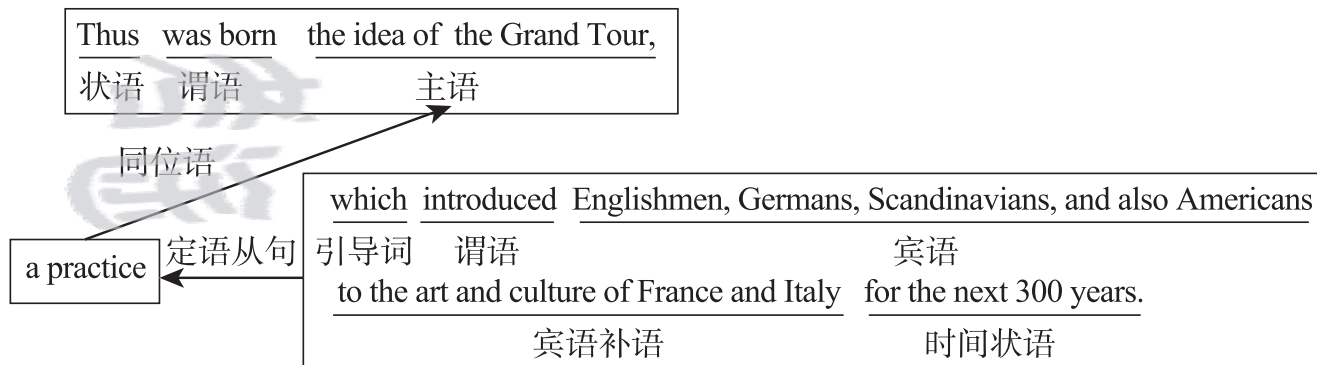 Thus was born the idea of the Grand Tour,
状语 谓语 主语
同位语
which introduced Englishmen, Germans, Scandinavians, and also Americans
a practice 定语从句 引导词 谓语 宾语
to the art and culture of France and Italy for the next 300 years.
宾语补语 时间状语